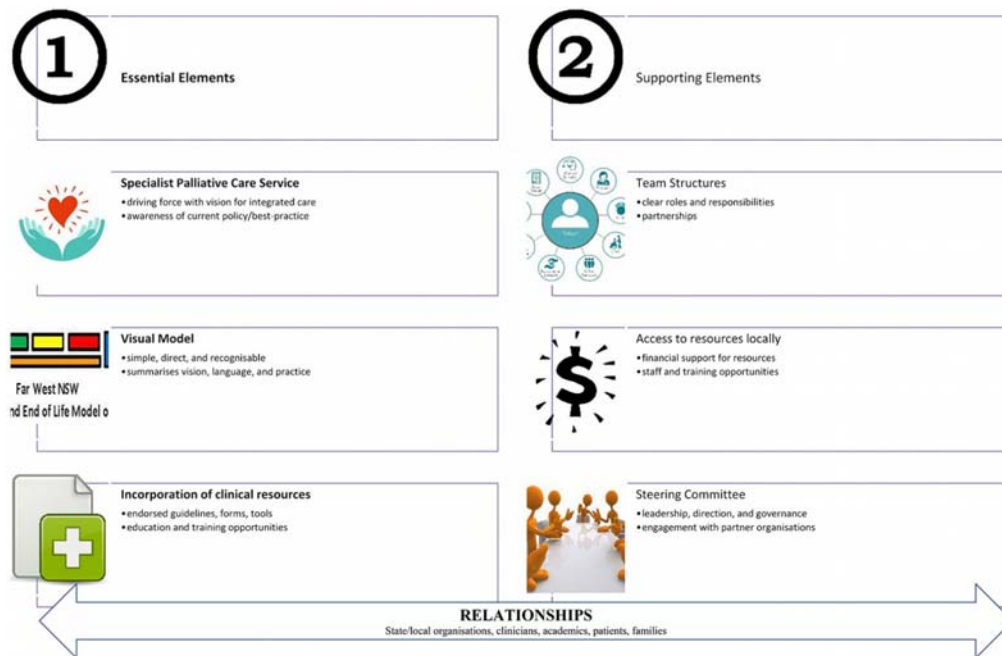 1
Essential Elements
Specialist Palliative Care Service
•driving force with vision for integrated care
•awareness of current policy/best-practice
Visual Model
•simple, direct, and recognisable
•summarises vision, language, and practice
Far West NSW
nd End of Life Model o
Incorporation of clinical resources
•endorsed guidelines, forms, tools
•education and training opportunities
2
Supporting Elements
Team Structures
•clear roles and responsibilities
•partnerships
Access to resources locally
•financial support for resources
•staff and training opportunities
$
Steering Committee
•leadership, direction, and governance
•engagement with partner organisations
RELATIONSHIPS
State/local organisations, clinicians, academics, patients, families